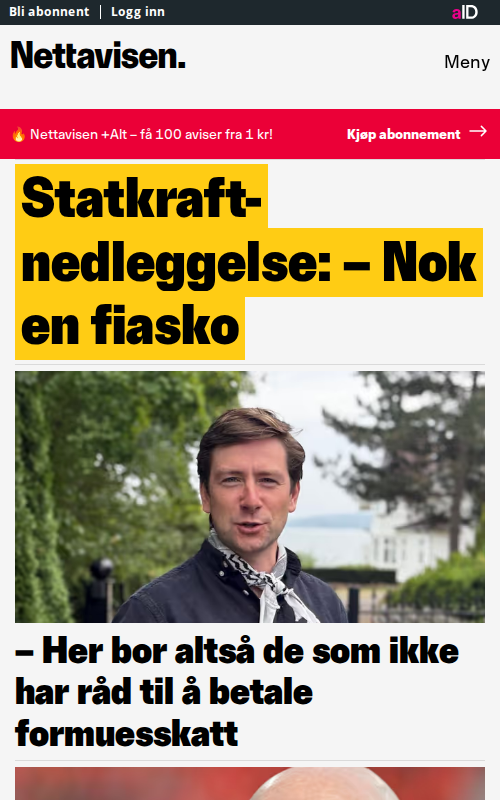 Bli abonnent | Logg inn
aID
Nettavisen.
Meny
🔥 Nettavisen +Alt – få 100 aviser fra 1 kr!
Kjøp abonnement →
Statkraft-
nedleggelse: – Nok
en fiasko
– Her bor altså de som ikke
har råd til å betale
formuesskatt